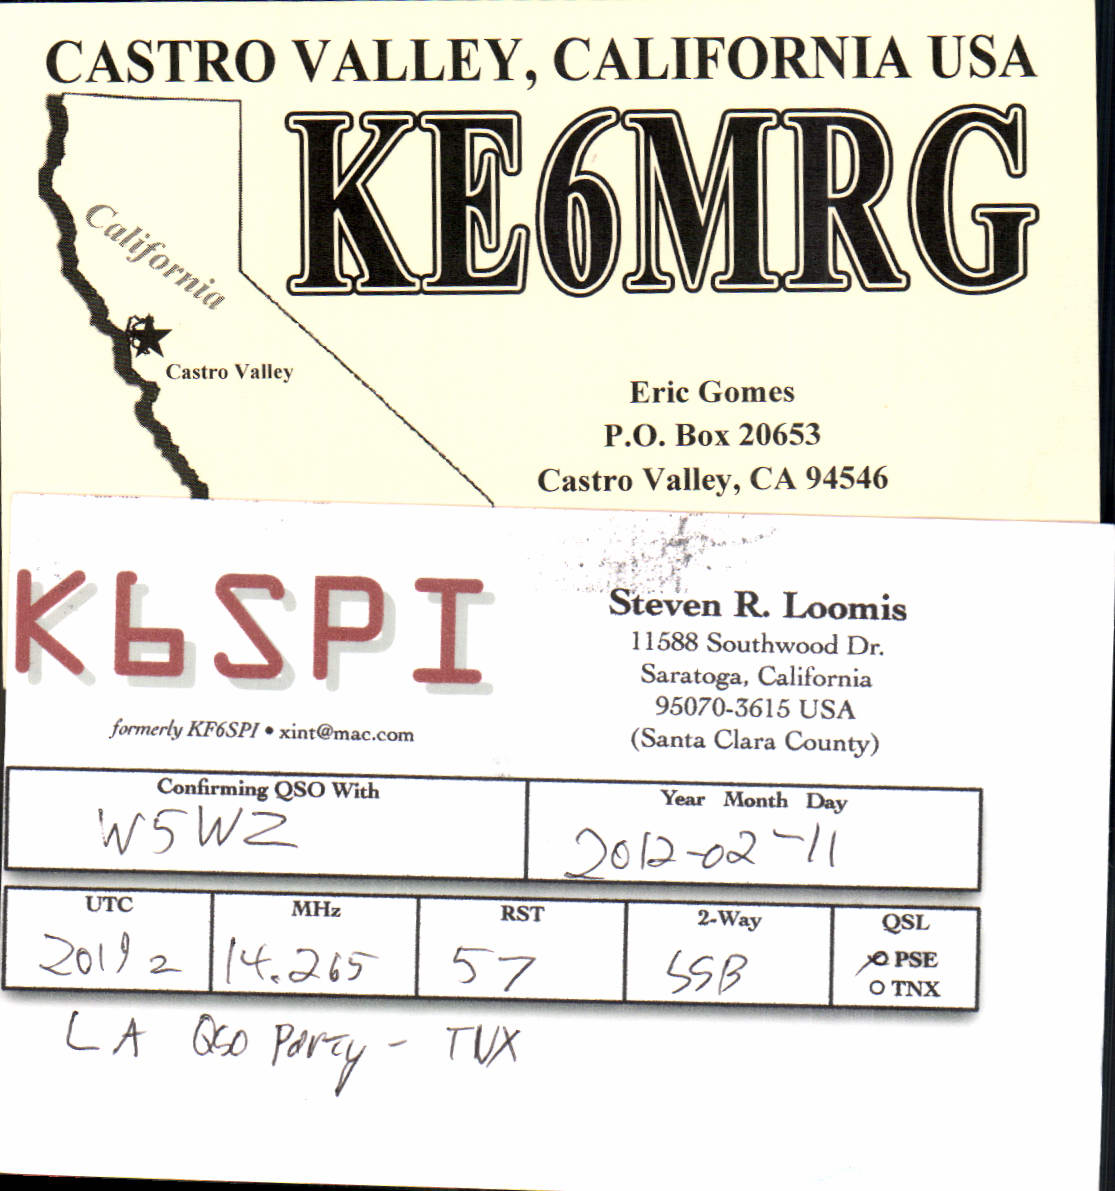 CASTRO VALLEY, CALIFORNIA USA
KE6MRG
California
Castro Valley
Eric Gomes
P.O. Box 20653
Castro Valley, CA 94546
K6SPI
Steven R. Loomis
11588 Southwood Dr.
Saratoga, California
95070-3615 USA
(Santa Clara County)
formerly KF6SPI • xint@mac.com
Confirming QSO With
W5WZ
Year Month Day
2012-02-11
UTC MHz RST 2-Way QSL
2019z 14.265 57 SSB PSE
TNX
LA QSO Party - TNX